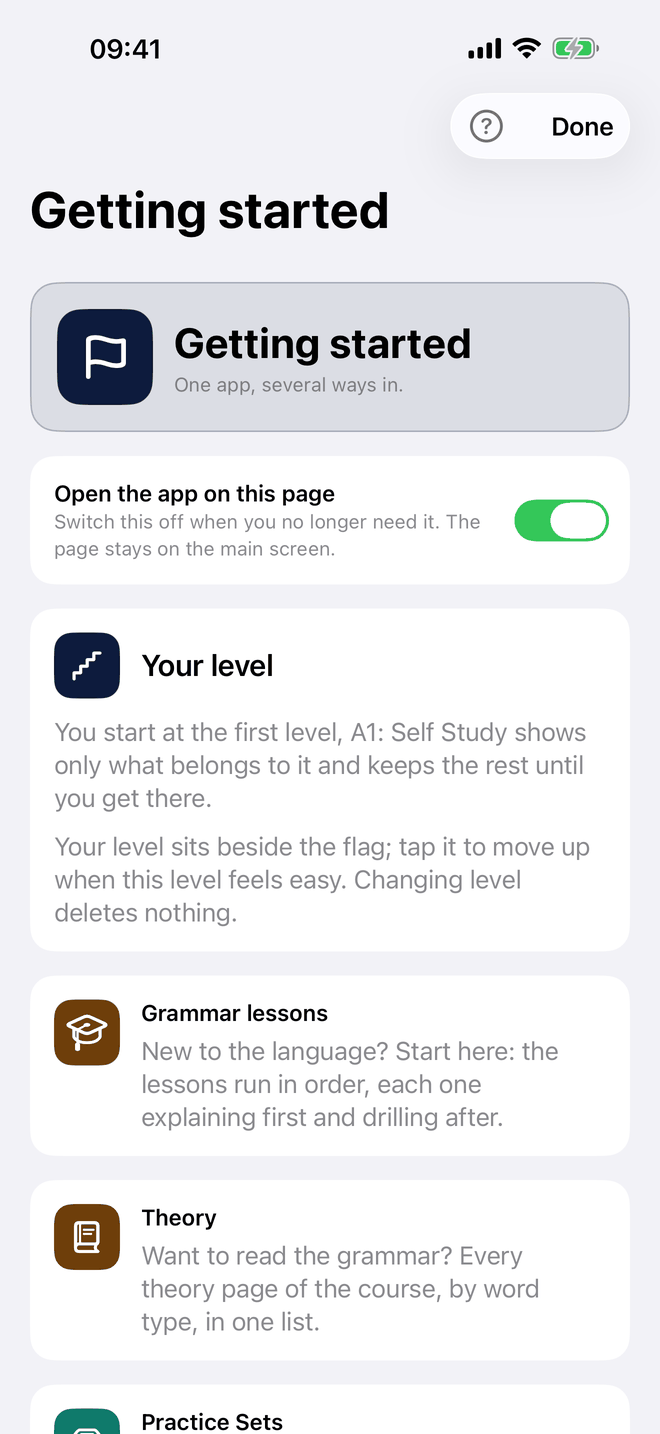 09:41
?
Done
Getting started
Getting started
One app, several ways in.
Open the app on this page
Switch this off when you no longer need it. The
page stays on the main screen.
Your level
You start at the first level, A1: Self Study shows
only what belongs to it and keeps the rest until
you get there.
Your level sits beside the flag; tap it to move up
when this level feels easy. Changing level
deletes nothing.
Grammar lessons
New to the language? Start here: the
lessons run in order, each one
explaining first and drilling after.
Theory
Want to read the grammar? Every
theory page of the course, by word
type, in one list.
Practice Sets